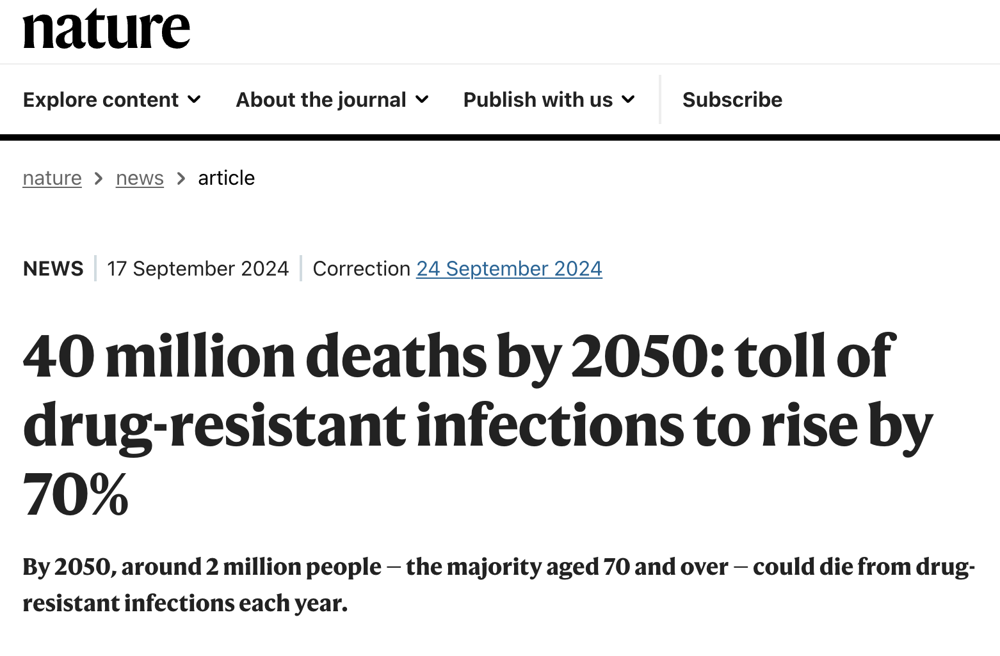 nature
Explore content About the journal Publish with us Subscribe
nature > news > article
NEWS | 17 September 2024 | Correction 24 September 2024
40 million deaths by 2050: toll of
drug-resistant infections to rise by
70%
By 2050, around 2 million people — the majority aged 70 and over — could die from drug-
resistant infections each year.